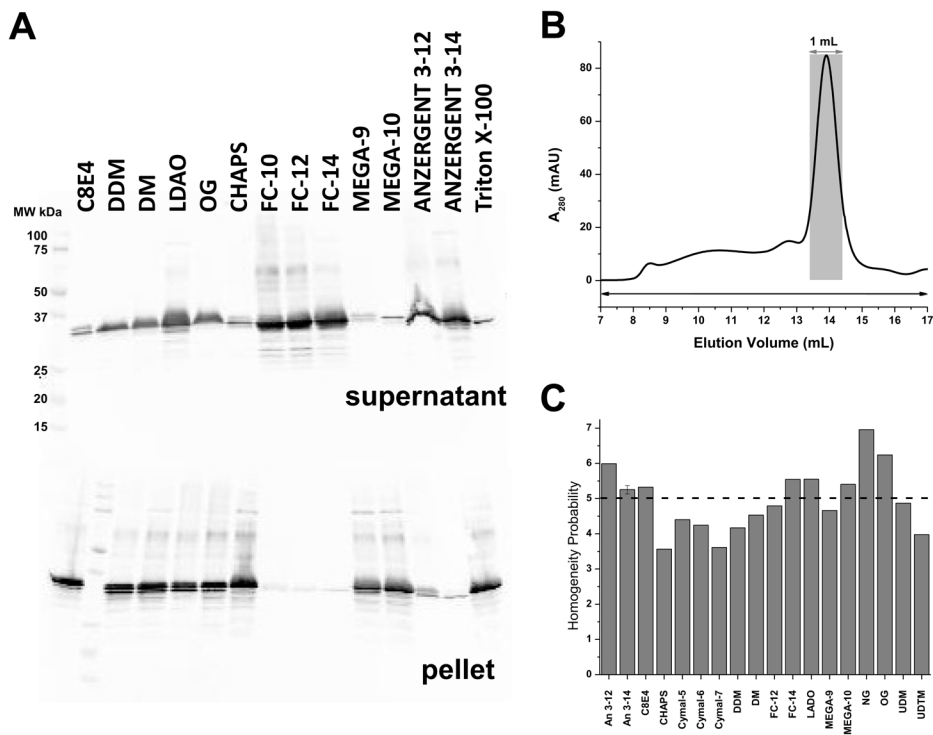 A
C8E4
DDM
DM
LDAO
OG
CHAPS
FC-10
FC-12
FC-14
MEGA-9
MEGA-10
ANZERGENT 3-12
ANZERGENT 3-14
Triton X-100
MW kDa
100
75
50
37
25
20
15
supernatant
pellet
B
1 mL
80
60
40
20
0
A280 (mAU)
7 8 9 10 11 12 13 14 15 16 17
Elution Volume (mL)
C
7
6
5
4
3
2
1
0
Homogeneity Probability
An 3-12
An 3-14
C8E4
CHAPS
Cymal-5
Cymal-6
Cymal-7
DDM
DM
FC-12
FC-14
LADO
MEGA-9
MEGA-10
NG
OG
UDM
UDTM